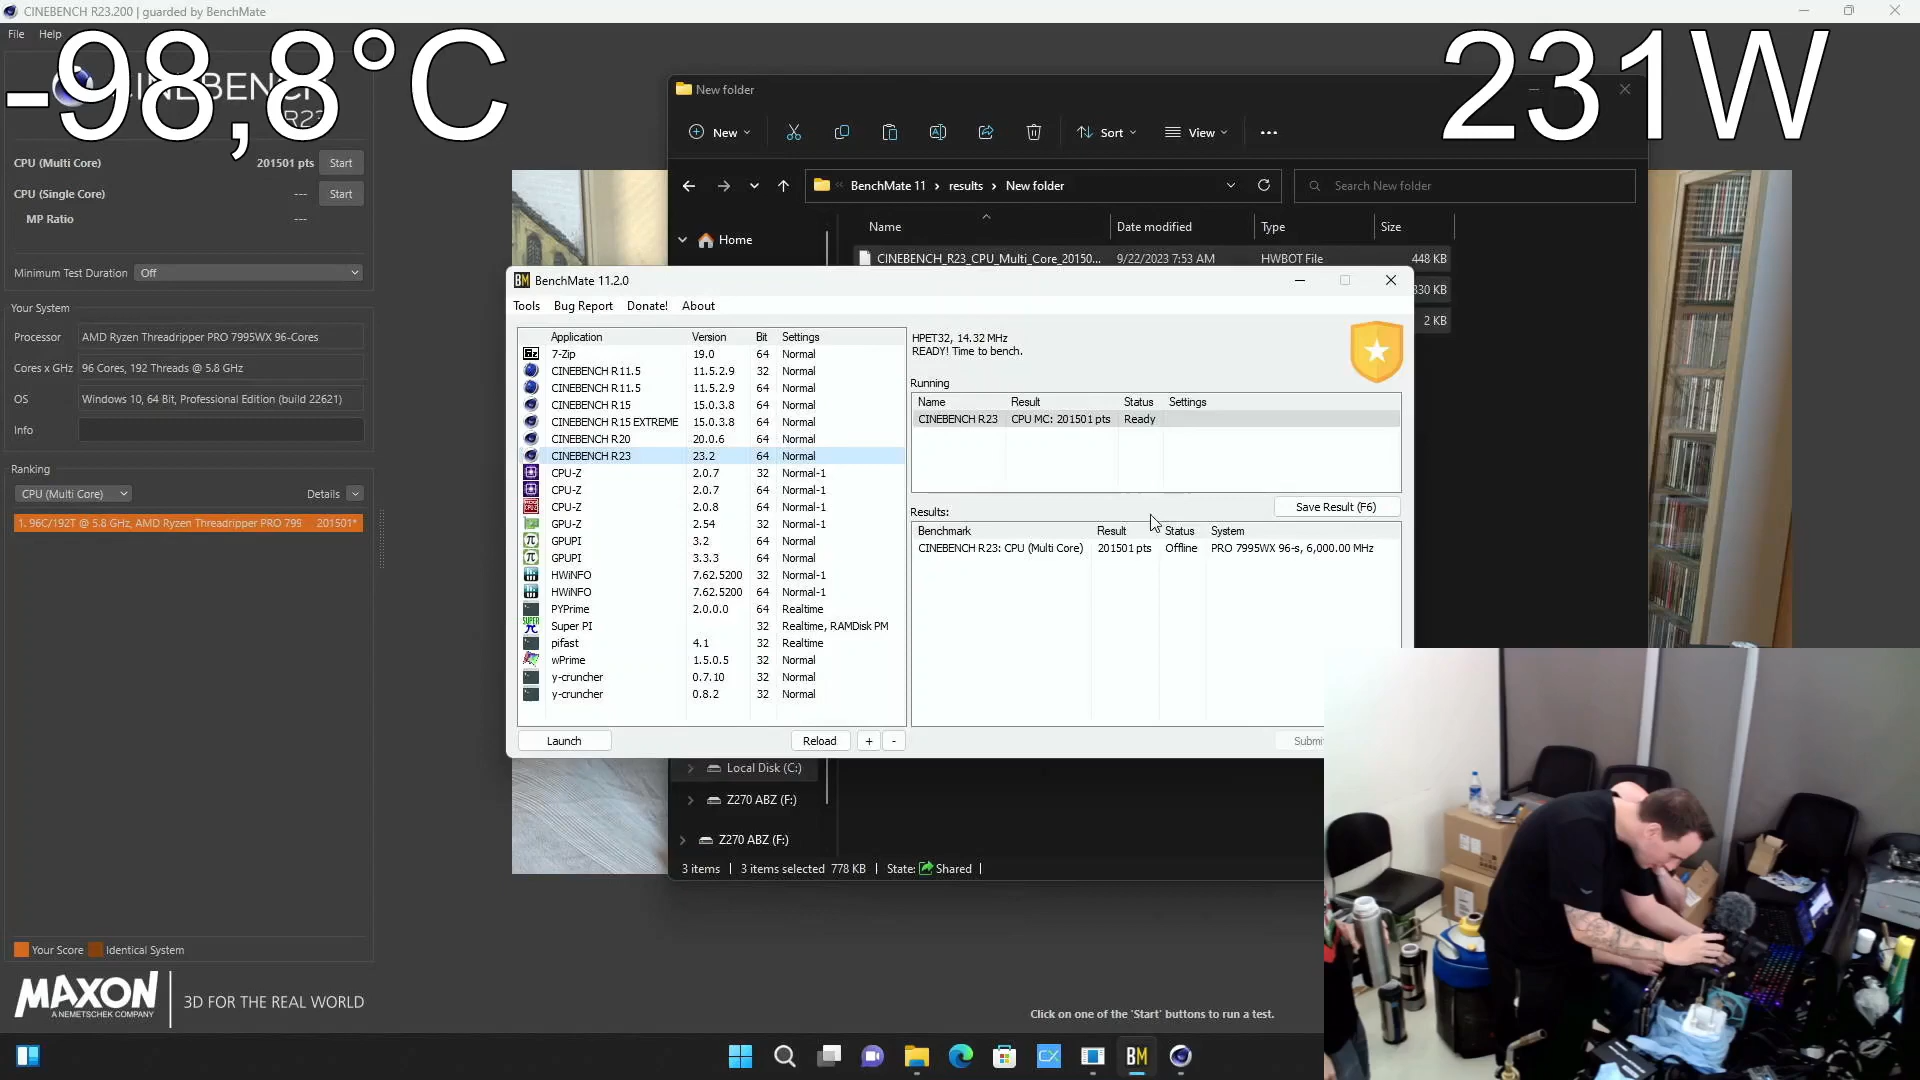 CINEBENCH R23.200 | guarded by BenchMate
File Help
-98,8°C
231W
CINEBENCH
R23
CPU (Multi Core) 201501 pts Start
CPU (Single Core) --- Start
MP Ratio ---
Minimum Test Duration Off
Your System
Processor AMD Ryzen Threadripper PRO 7995WX 96-Cores
Cores x GHz 96 Cores, 192 Threads @ 5.8 GHz
OS Windows 10, 64 Bit, Professional Edition (build 22621)
Info
Ranking
CPU (Multi Core) Details
1. 96C/192T @ 5.8 GHz, AMD Ryzen Threadripper PRO 799 201501*
Your Score Identical System
MAXON
A NEMETSCHEK COMPANY
3D FOR THE REAL WORLD
Click on one of the 'Start' buttons to run a test.
New folder
New Sort View
BenchMate 11 › results › New folder
Search New folder
Name Date modified Type Size
Home
CINEBENCH_R23_CPU_Multi_Core_20150... 9/22/2023 7:53 AM HWBOT File 448 KB
330 KB
2 KB
BenchMate 11.2.0
Tools Bug Report Donate! About
Application Version Bit Settings
7-Zip 19.0 64 Normal
CINEBENCH R11.5 11.5.2.9 32 Normal
CINEBENCH R11.5 11.5.2.9 64 Normal
CINEBENCH R15 15.0.3.8 64 Normal
CINEBENCH R15 EXTREME 15.0.3.8 64 Normal
CINEBENCH R20 20.0.6 64 Normal
CINEBENCH R23 23.2 64 Normal
CPU-Z 2.0.7 32 Normal-1
CPU-Z 2.0.7 64 Normal-1
CPU-Z 2.0.8 64 Normal-1
GPU-Z 2.54 32 Normal-1
GPUPI 3.2 64 Normal-1
GPUPI 3.3.3 64 Normal-1
HWiNFO 7.62.5200 32 Normal-1
HWiNFO 7.62.5200 64 Normal-1
PYPrime 2.0.0.0 64 Realtime
Super PI 32 Realtime, RAMDisk PM
pifast 4.1 32 Realtime
wPrime 1.5.0.5 32 Normal
y-cruncher 0.7.10 32 Normal
y-cruncher 0.8.2 32 Normal
Launch Reload + -
HPET32, 14.32 MHz
READY! Time to bench.
Running
Name Result Status Settings
CINEBENCH R23 CPU MC: 201501 pts Ready
Save Result (F6)
Results:
Benchmark Result Status System
CINEBENCH R23: CPU (Multi Core) 201501 pts Offline PRO 7995WX 96-s, 6,000.00 MHz
Submi
Local Disk (C:)
Z270 ABZ (F:)
Z270 ABZ (F:)
3 items | 3 items selected 778 KB | State: Shared |
BM